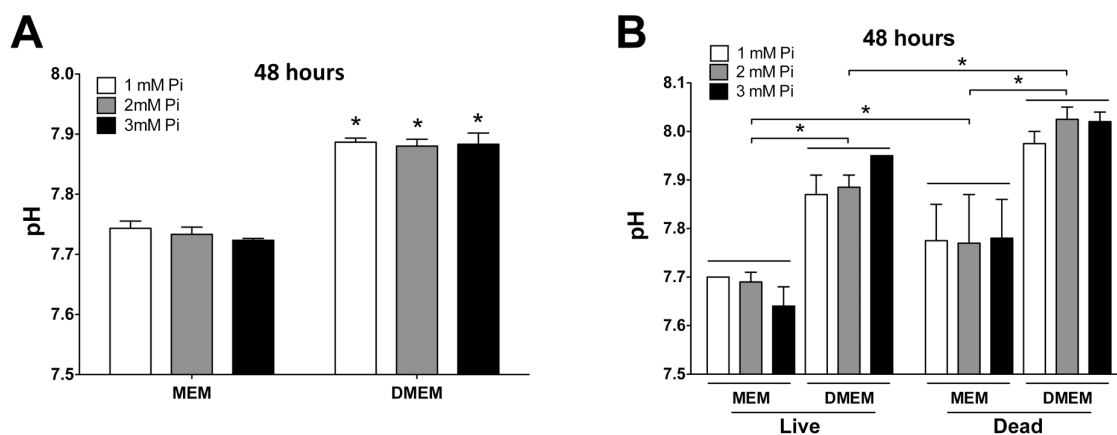 A
48 hours
1 mM Pi
2mM Pi
3mM Pi
pH
8.0
7.9
7.8
7.7
7.6
7.5
* * *
MEM DMEM
B
48 hours
1 mM Pi
2 mM Pi
3 mM Pi
pH
8.1
8.0
7.9
7.8
7.7
7.6
7.5
*
*
*
*
MEM DMEM MEM DMEM
Live Dead